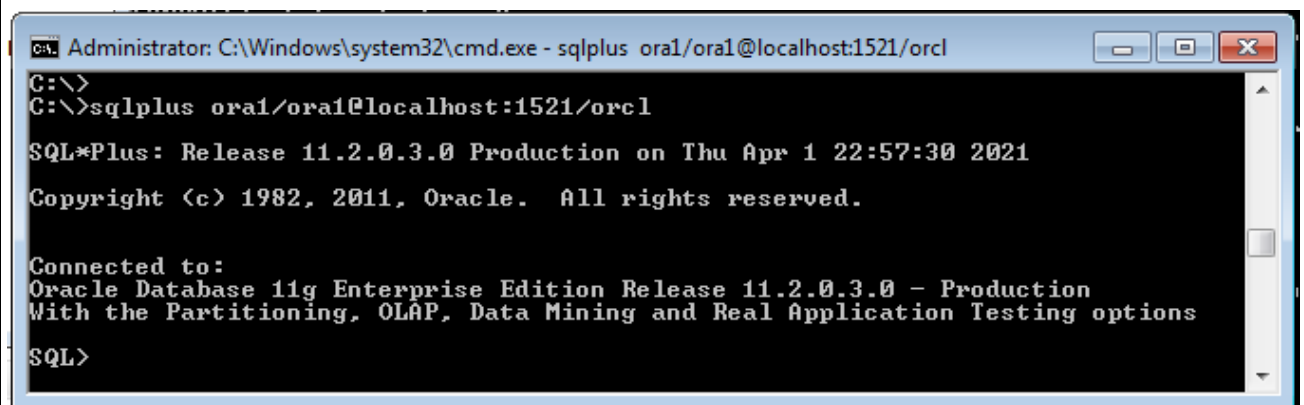 Administrator: C:\Windows\system32\cmd.exe - sqlplus ora1/ora1@localhost:1521/orcl
C:\>
C:\>sqlplus ora1/ora1@localhost:1521/orcl
SQL*Plus: Release 11.2.0.3.0 Production on Thu Apr 1 22:57:30 2021
Copyright (c) 1982, 2011, Oracle.  All rights reserved.
Connected to:
Oracle Database 11g Enterprise Edition Release 11.2.0.3.0 - Production
With the Partitioning, OLAP, Data Mining and Real Application Testing options
SQL>